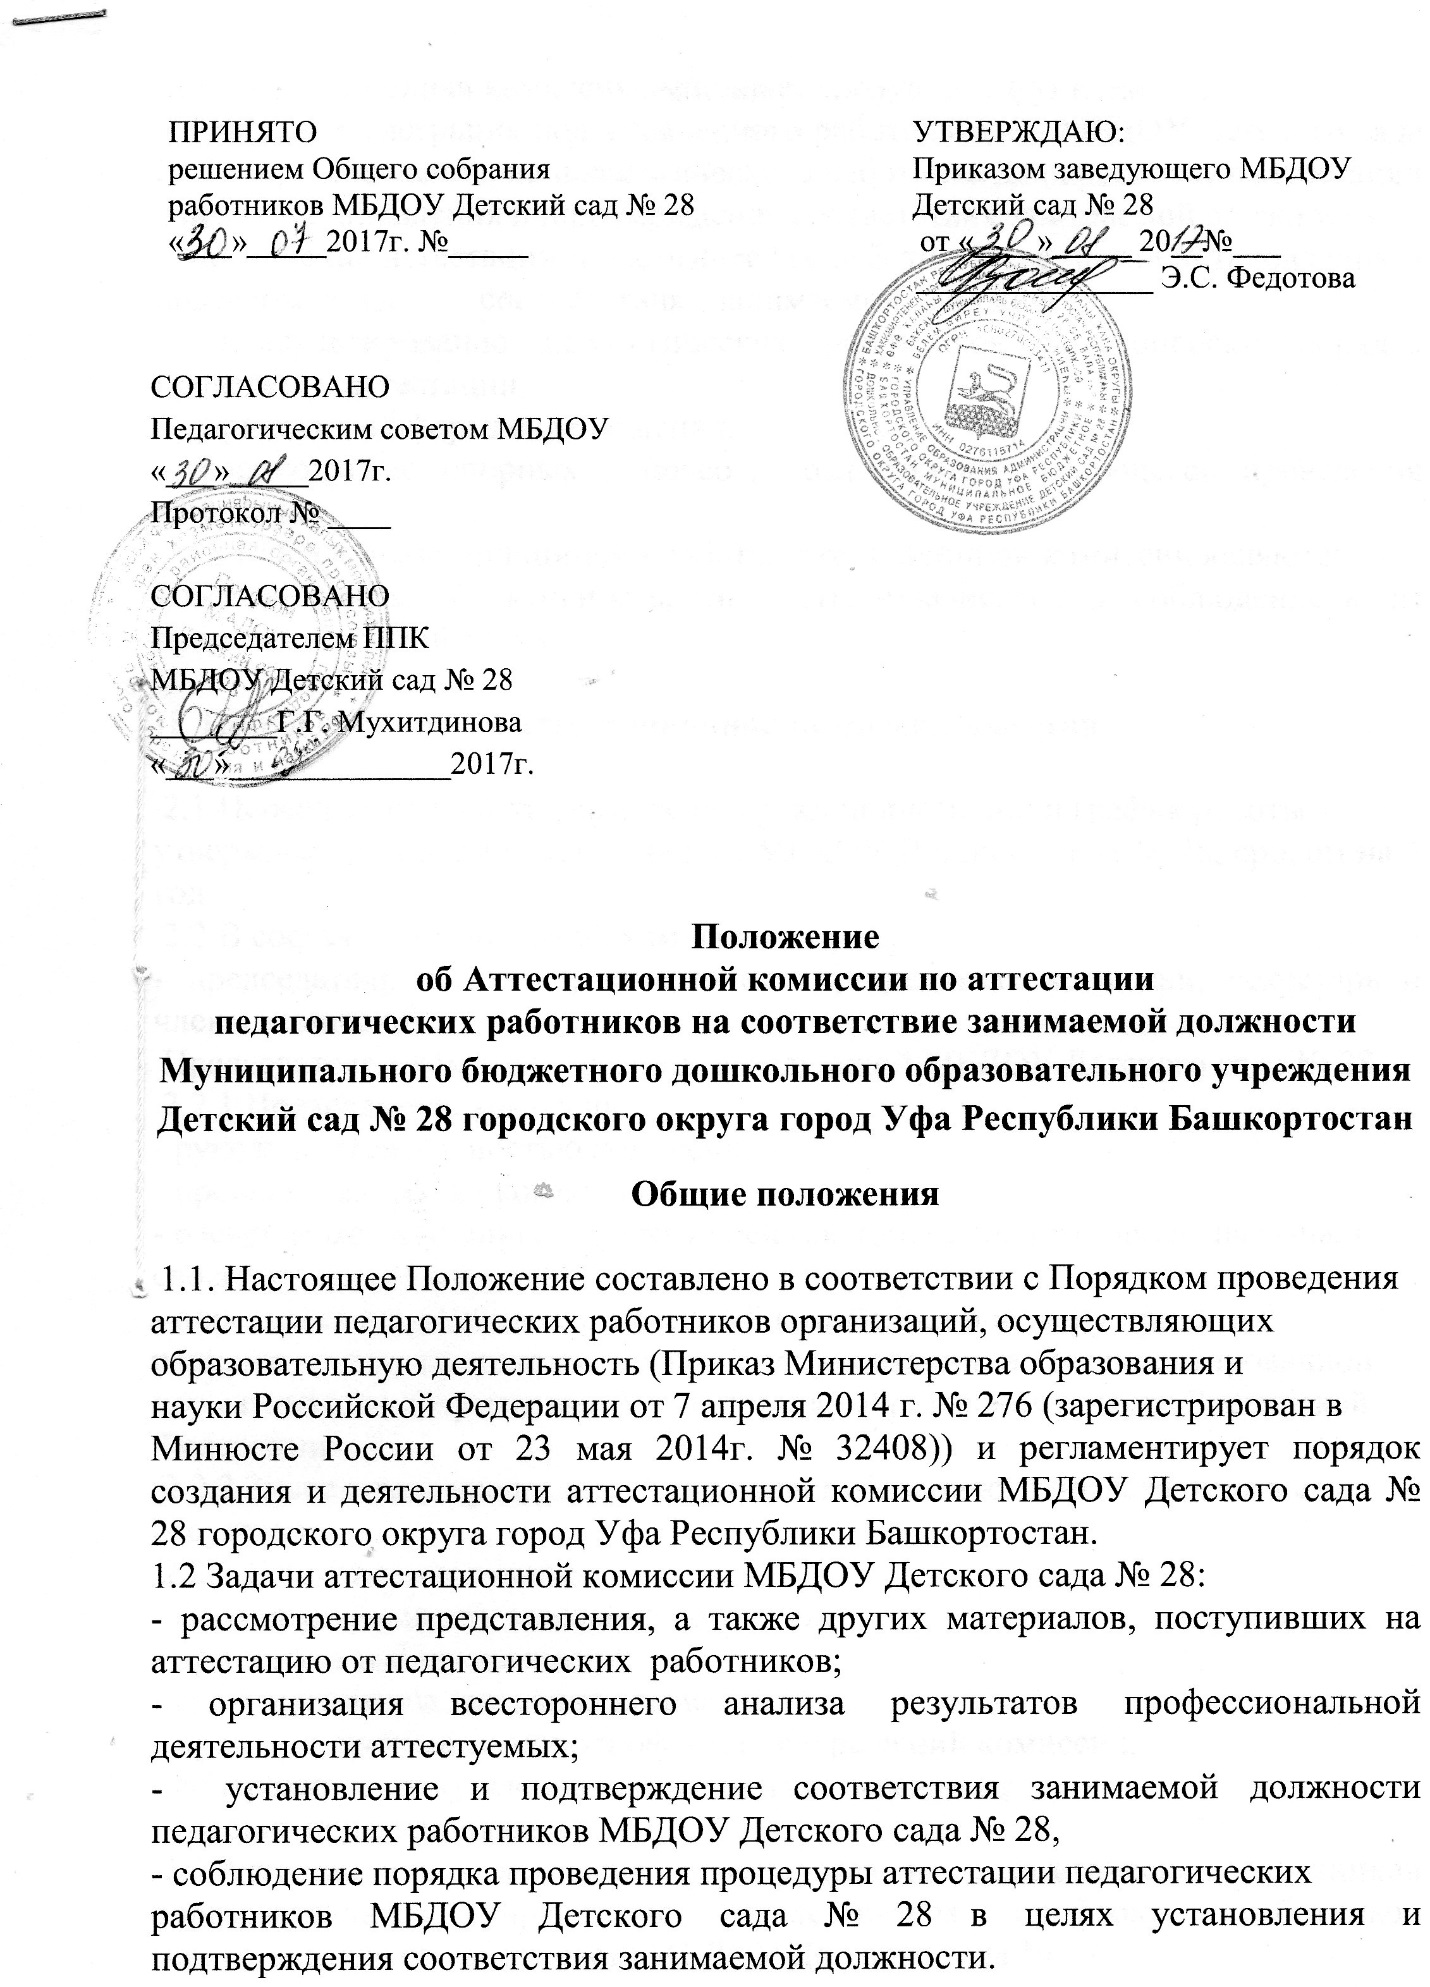 ПРИНЯТО
решением Общего собрания
работников МБДОУ Детский сад № 28
«30» 07 2017г. №_____
УТВЕРЖДАЮ:
Приказом заведующего МБДОУ
Детский сад № 28
от «30» 08 2017 №___
Э.С. Федотова
ИНН 0276115714
СОГЛАСОВАНО
Педагогическим советом МБДОУ
«30» 08 2017г.
Протокол № ____
СОГЛАСОВАНО
Председателем ППК
МБДОУ Детский сад № 28
________Г.Г. Мухитдинова
«30»______________2017г.
Положение
об Аттестационной комиссии по аттестации
педагогических работников на соответствие занимаемой должности
Муниципального бюджетного дошкольного образовательного учреждения
Детский сад № 28 городского округа город Уфа Республики Башкортостан
Общие положения
1.1. Настоящее Положение составлено в соответствии с Порядком проведения
аттестации педагогических работников организаций, осуществляющих
образовательную деятельность (Приказ Министерства образования и
науки Российской Федерации от 7 апреля 2014 г. № 276 (зарегистрирован в
Минюсте России от 23 мая 2014г. № 32408)) и регламентирует порядок
создания и деятельности аттестационной комиссии МБДОУ Детского сада №
28 городского округа город Уфа Республики Башкортостан.
1.2 Задачи аттестационной комиссии МБДОУ Детского сада № 28:
- рассмотрение представления, а также других материалов, поступивших на
аттестацию от педагогических работников;
- организация всестороннего анализа результатов профессиональной
деятельности аттестуемых;
- установление и подтверждение соответствия занимаемой должности
педагогических работников МБДОУ Детского сада № 28,
- соблюдение порядка проведения процедуры аттестации педагогических
работников МБДОУ Детского сада № 28 в целях установления и
подтверждения соответствия занимаемой должности.